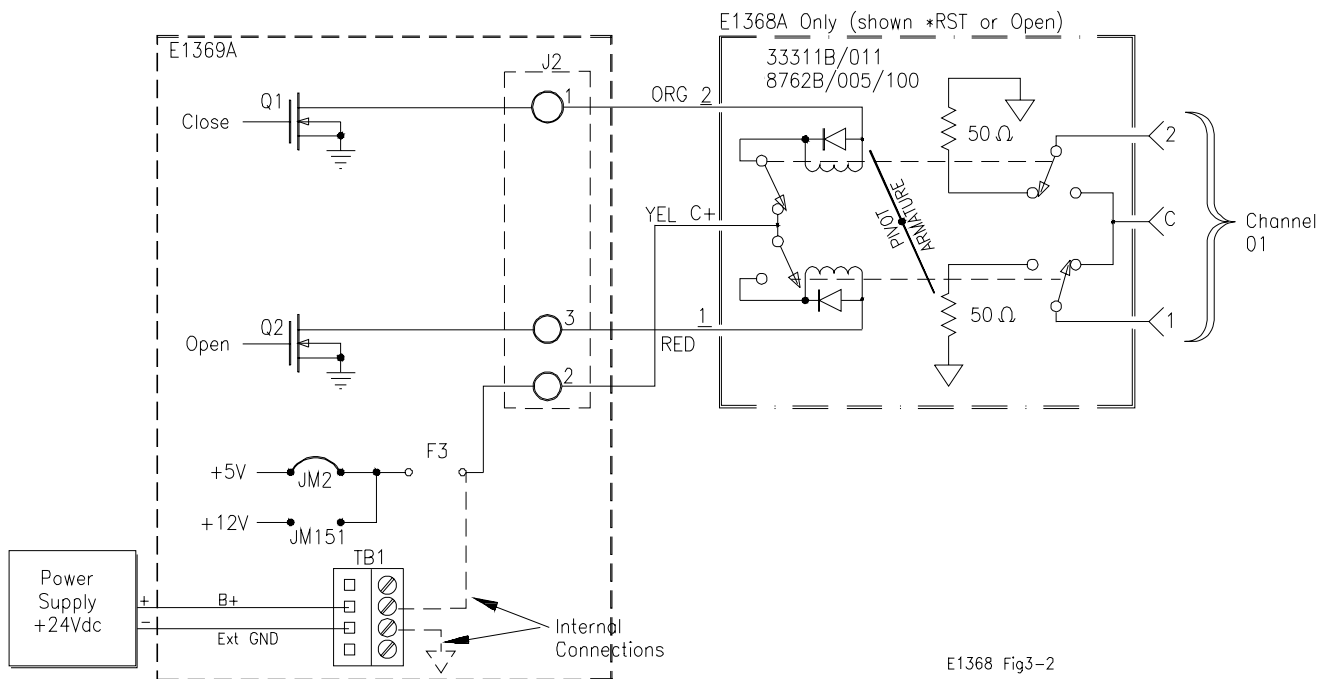 E1368A Only (shown *RST or Open)
E1369A
33311B/011
8762B/005/100
J2
Q1
Close
1
ORG 2
50 Ω
2
PIVOT
ARMATURE
YEL C+
C
Channel
01
Q2
Open
3
1
RED
50 Ω
1
2
F3
+5V
JM2
+12V
JM151
TB1
Power
Supply
+24Vdc
+
B+
-
Ext GND
Internal
Connections
E1368 Fig3-2